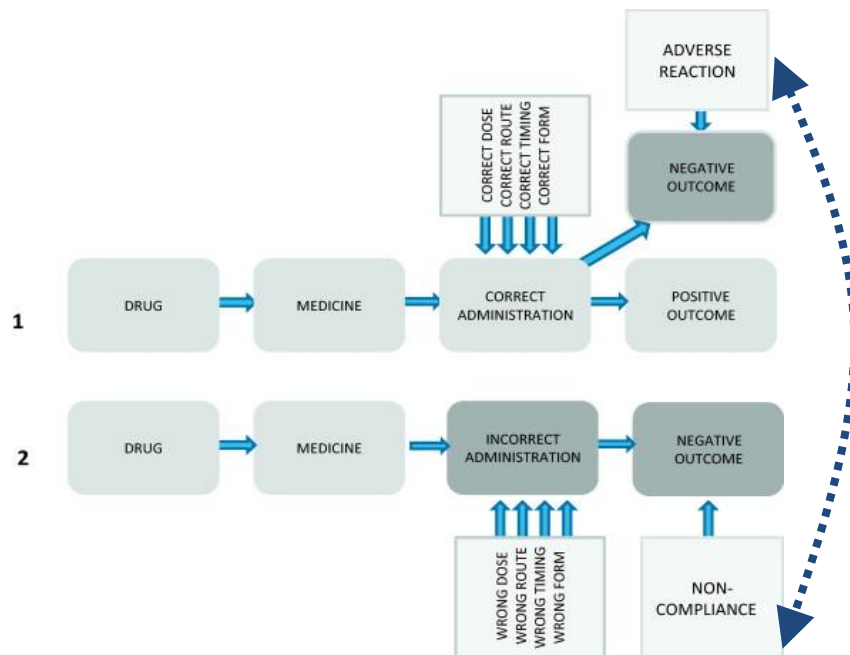 ADVERSE
REACTION
CORRECT DOSE
CORRECT ROUTE
CORRECT TIMING
CORRECT FORM
NEGATIVE
OUTCOME
1
DRUG
MEDICINE
CORRECT
ADMINISTRATION
POSITIVE
OUTCOME
2
DRUG
MEDICINE
INCORRECT
ADMINISTRATION
NEGATIVE
OUTCOME
WRONG DOSE
WRONG ROUTE
WRONG TIMING
WRONG FORM
NON-
COMPLIANCE